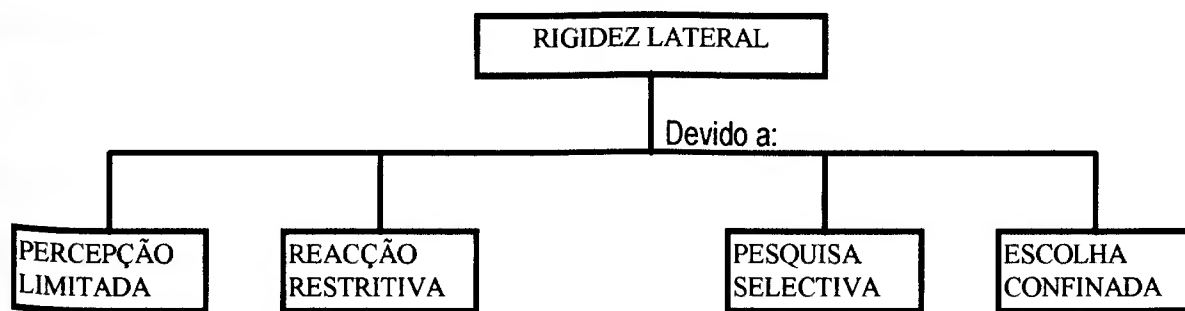 RIGIDEZ LATERAL
Devido a:
PERCEPÇÃO
LIMITADA
REACÇÃO
RESTRITIVA
PESQUISA
SELECTIVA
ESCOLHA
CONFINADA